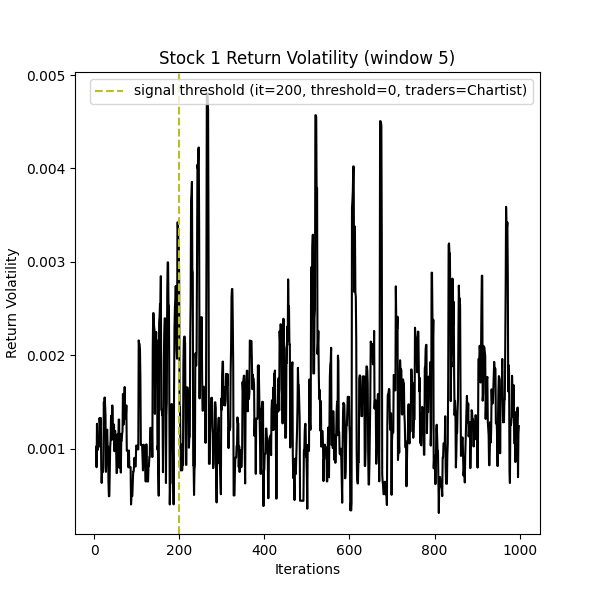 Stock 1 Return Volatility (window 5)
signal threshold (it=200, threshold=0, traders=Chartist)
0.005
0.004
0.003
0.002
0.001
Return Volatility
0 200 400 600 800 1000
Iterations